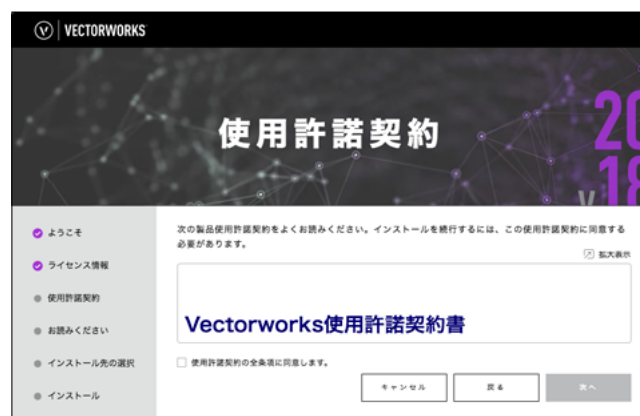 VECTORWORKS
使用許諾契約
20
18
v
ようこそ
ライセンス情報
使用許諾契約
お読みください
インストール先の選択
インストール
次の製品使用許諾契約をよくお読みください。インストールを続行するには、この使用許諾契約に同意する
必要があります。
拡大表示
Vectorworks使用許諾契約書
使用許諾契約の全条項に同意します。
キャンセル
戻る
次へ